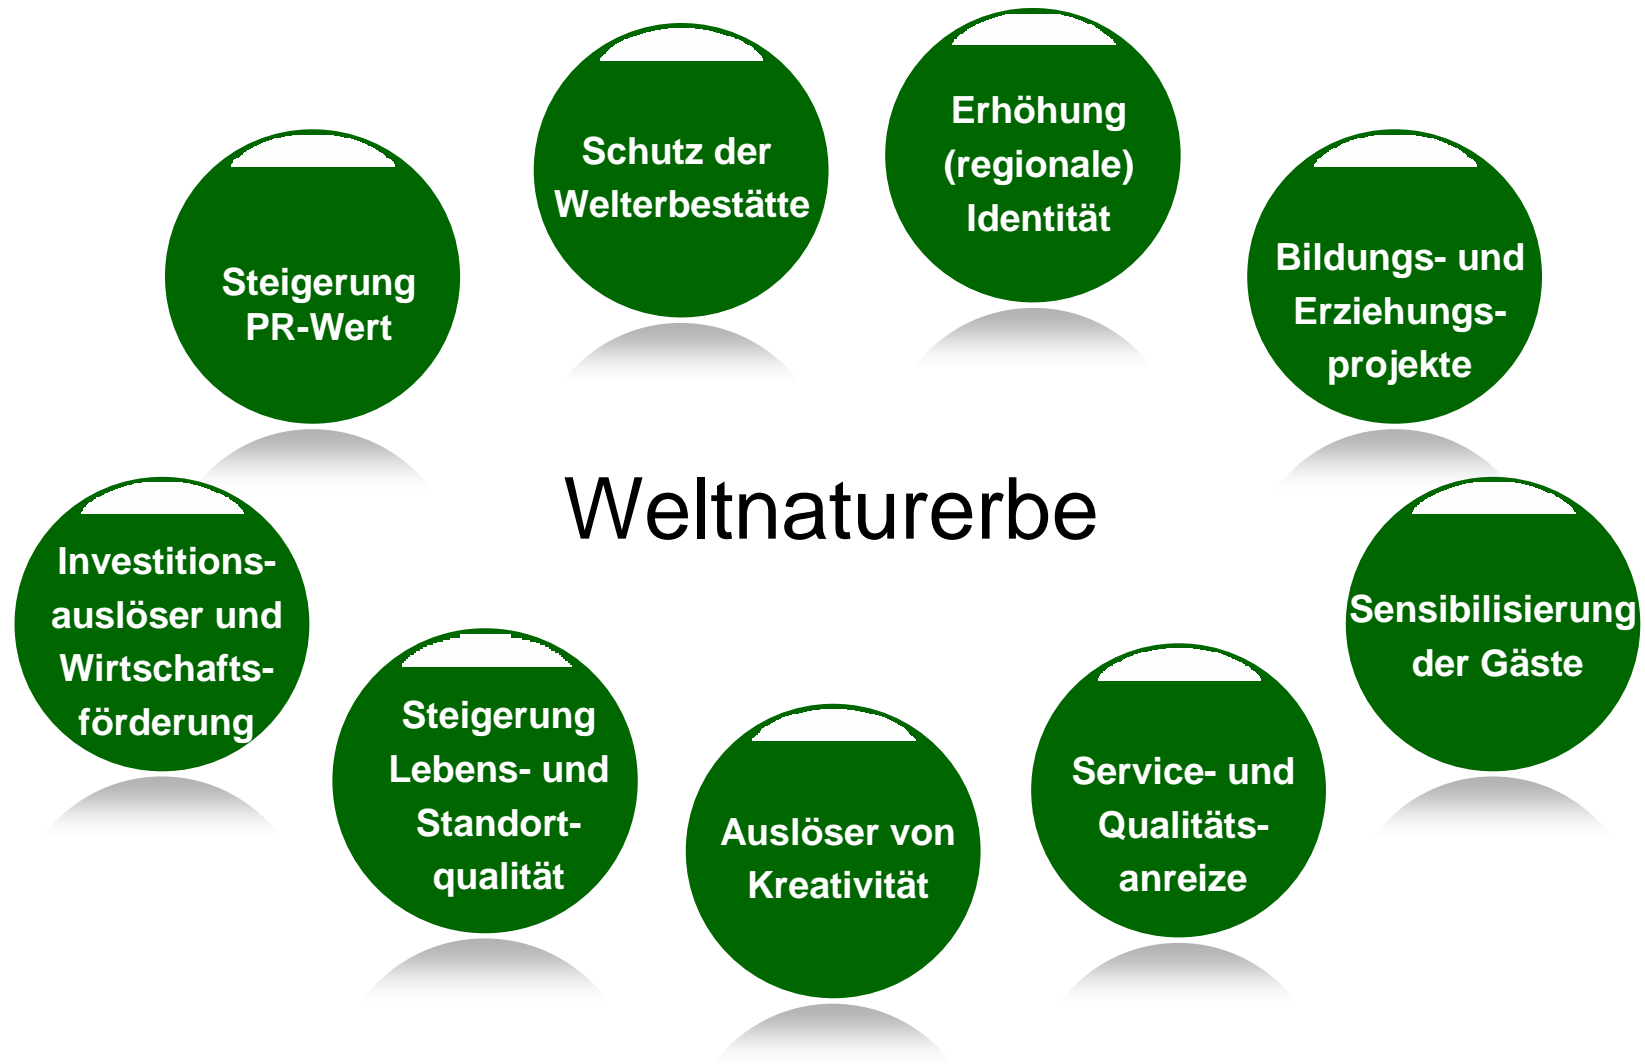 Erhöhung
(regionale)
Identität
Schutz der
Welterbestätte
Steigerung
PR-Wert
Bildungs- und
Erziehungs-
projekte
Weltnaturerbe
Investitions-
auslöser und
Wirtschafts-
förderung
Sensibilisierung
der Gäste
Steigerung
Lebens- und
Standort-
qualität
Auslöser von
Kreativität
Service- und
Qualitäts-
anreize